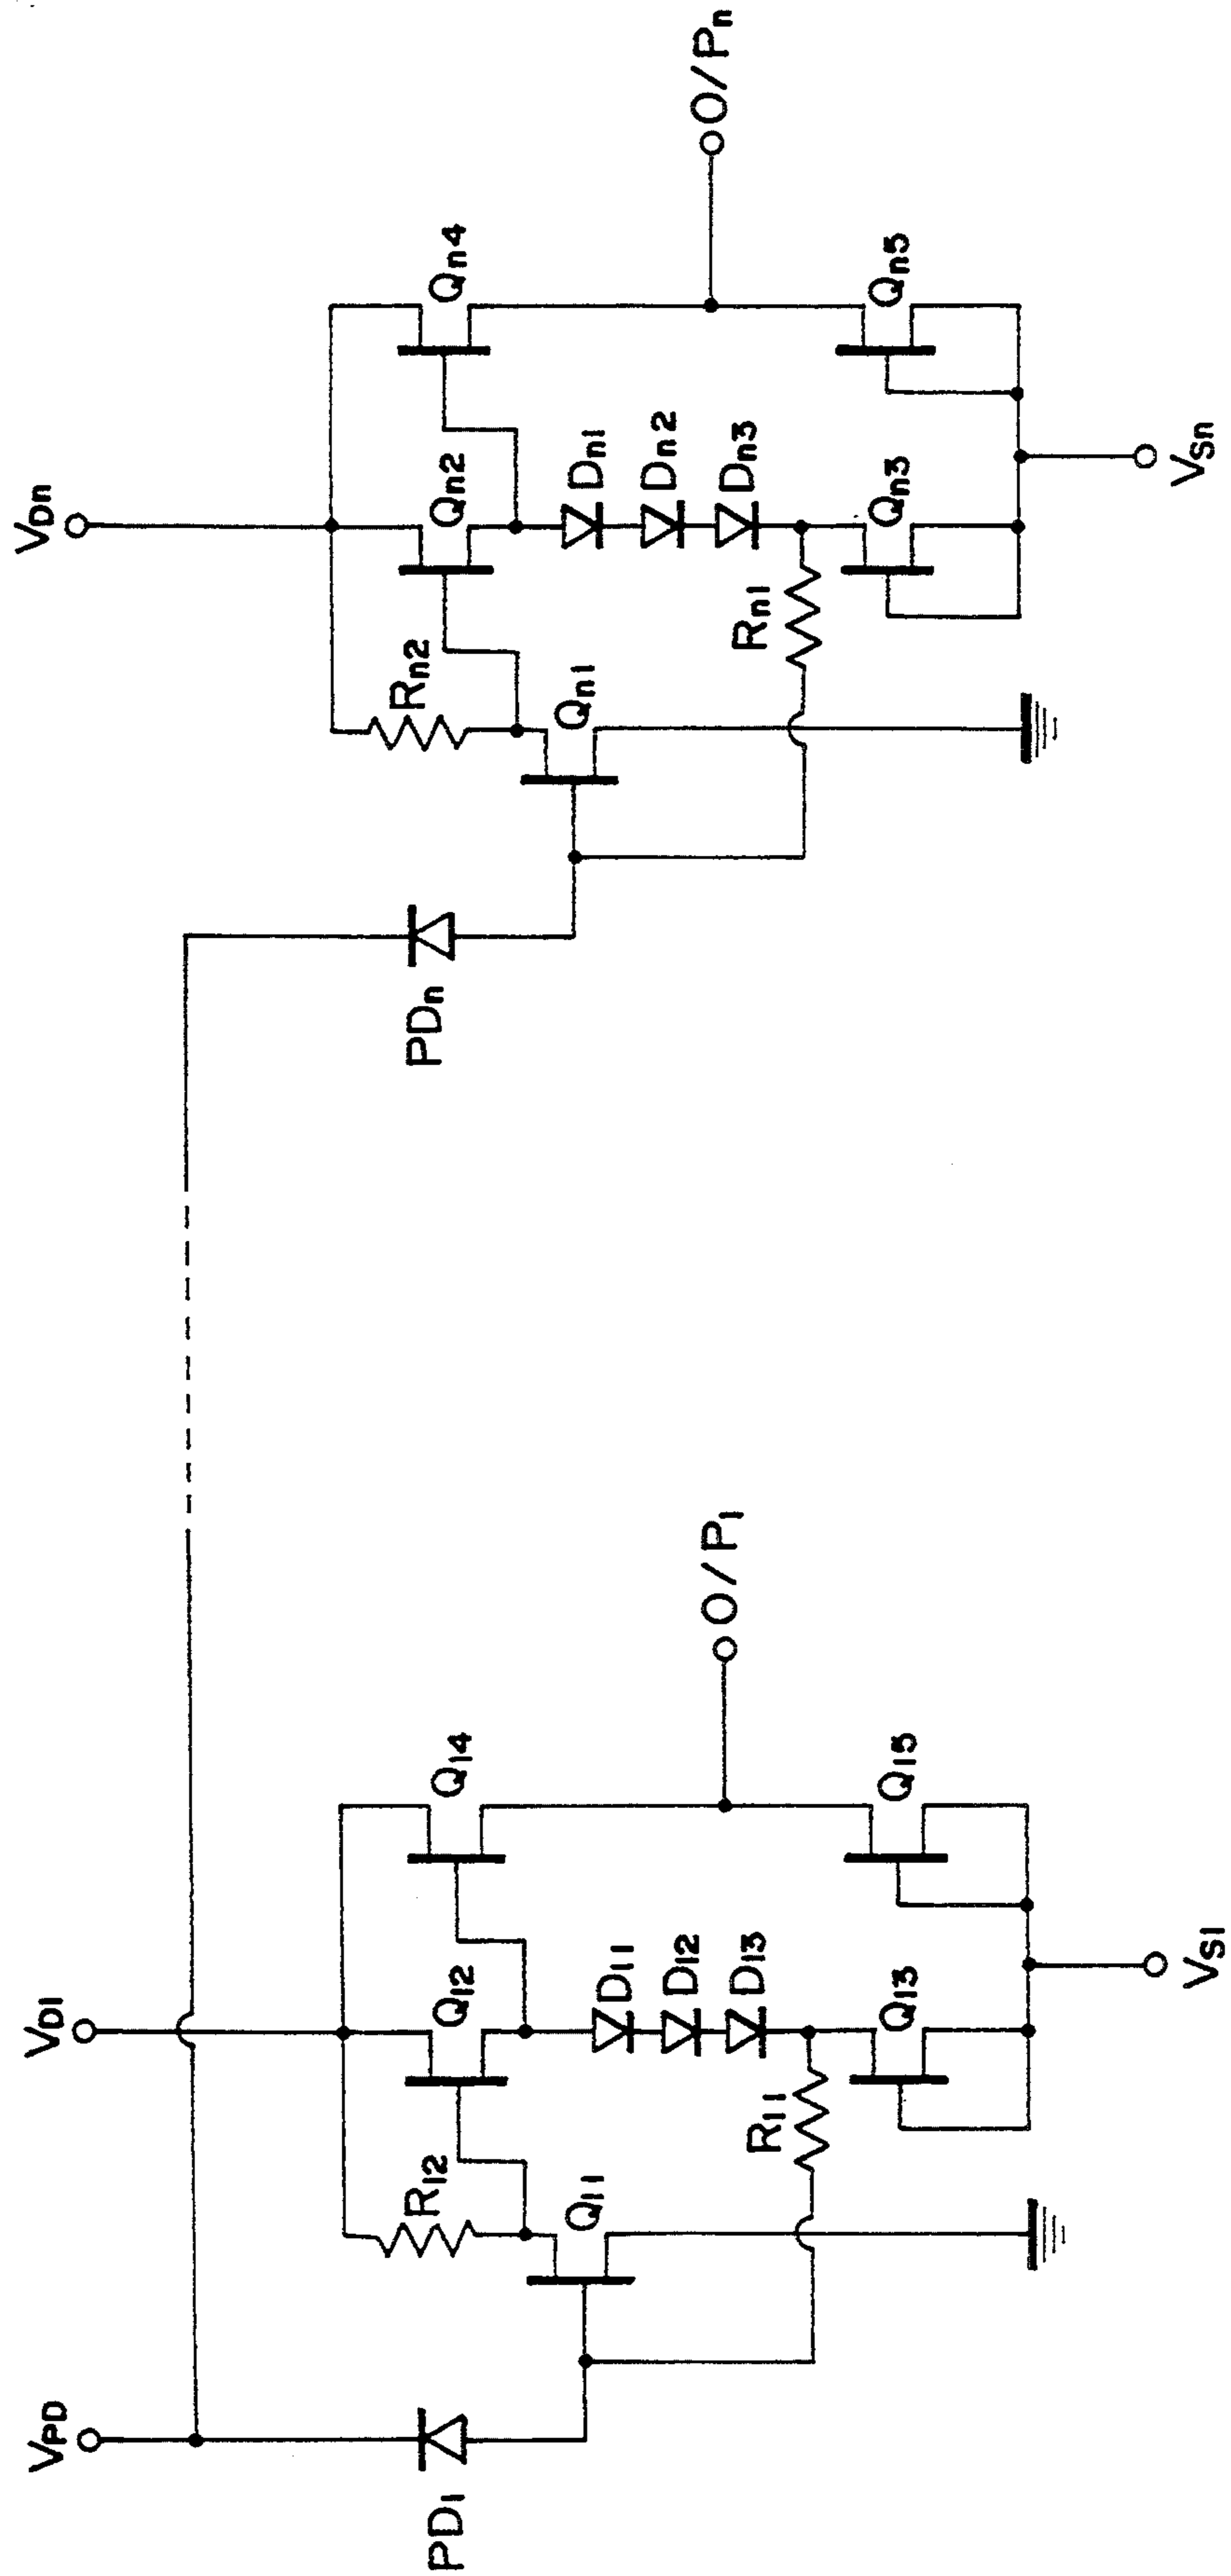 VPD
VD1
VDn
PD1
R12
Q11
Q12
Q14
D11
D12
D13
R11
Q13
Q15
O/P1
VS1
PDn
Rn2
Qn1
Qn2
Qn4
Dn1
Dn2
Dn3
Rn1
Qn3
Qn5
O/Pn
VSn